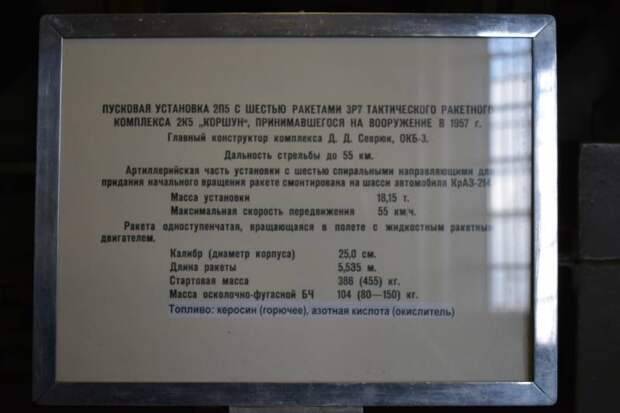 ПУСКОВАЯ УСТАНОВКА 2П5 С ШЕСТЬЮ РАКЕТАМИ 3Р7 ТАКТИЧЕСКОГО РАКЕТНОГО
КОМПЛЕКСА 2К5 „КОРШУН“, ПРИНИМАВШЕГОСЯ НА ВООРУЖЕНИЕ В 1957 г.
Главный конструктор комплекса Д. Д. Севрюк, ОКБ-3.
Дальность стрельбы до 55 км.
Артиллерийская часть установки с шестью спиральными направляющими для
придания начального вращения ракете смонтирована на шасси автомобиля КрАЗ-214
Масса установки 18,15 т.
Максимальная скорость передвижения 55 км/ч.
Ракета одноступенчатая, вращающаяся в полете с жидкостным ракетным
двигателем.
Калибр (диаметр корпуса) 25,0 см.
Длина ракеты 5,535 м.
Стартовая масса 386 (455) кг.
Масса осколочно-фугасной БЧ 104 (80—150) кг.
Топливо: керосин (горючее), азотная кислота (окислитель)